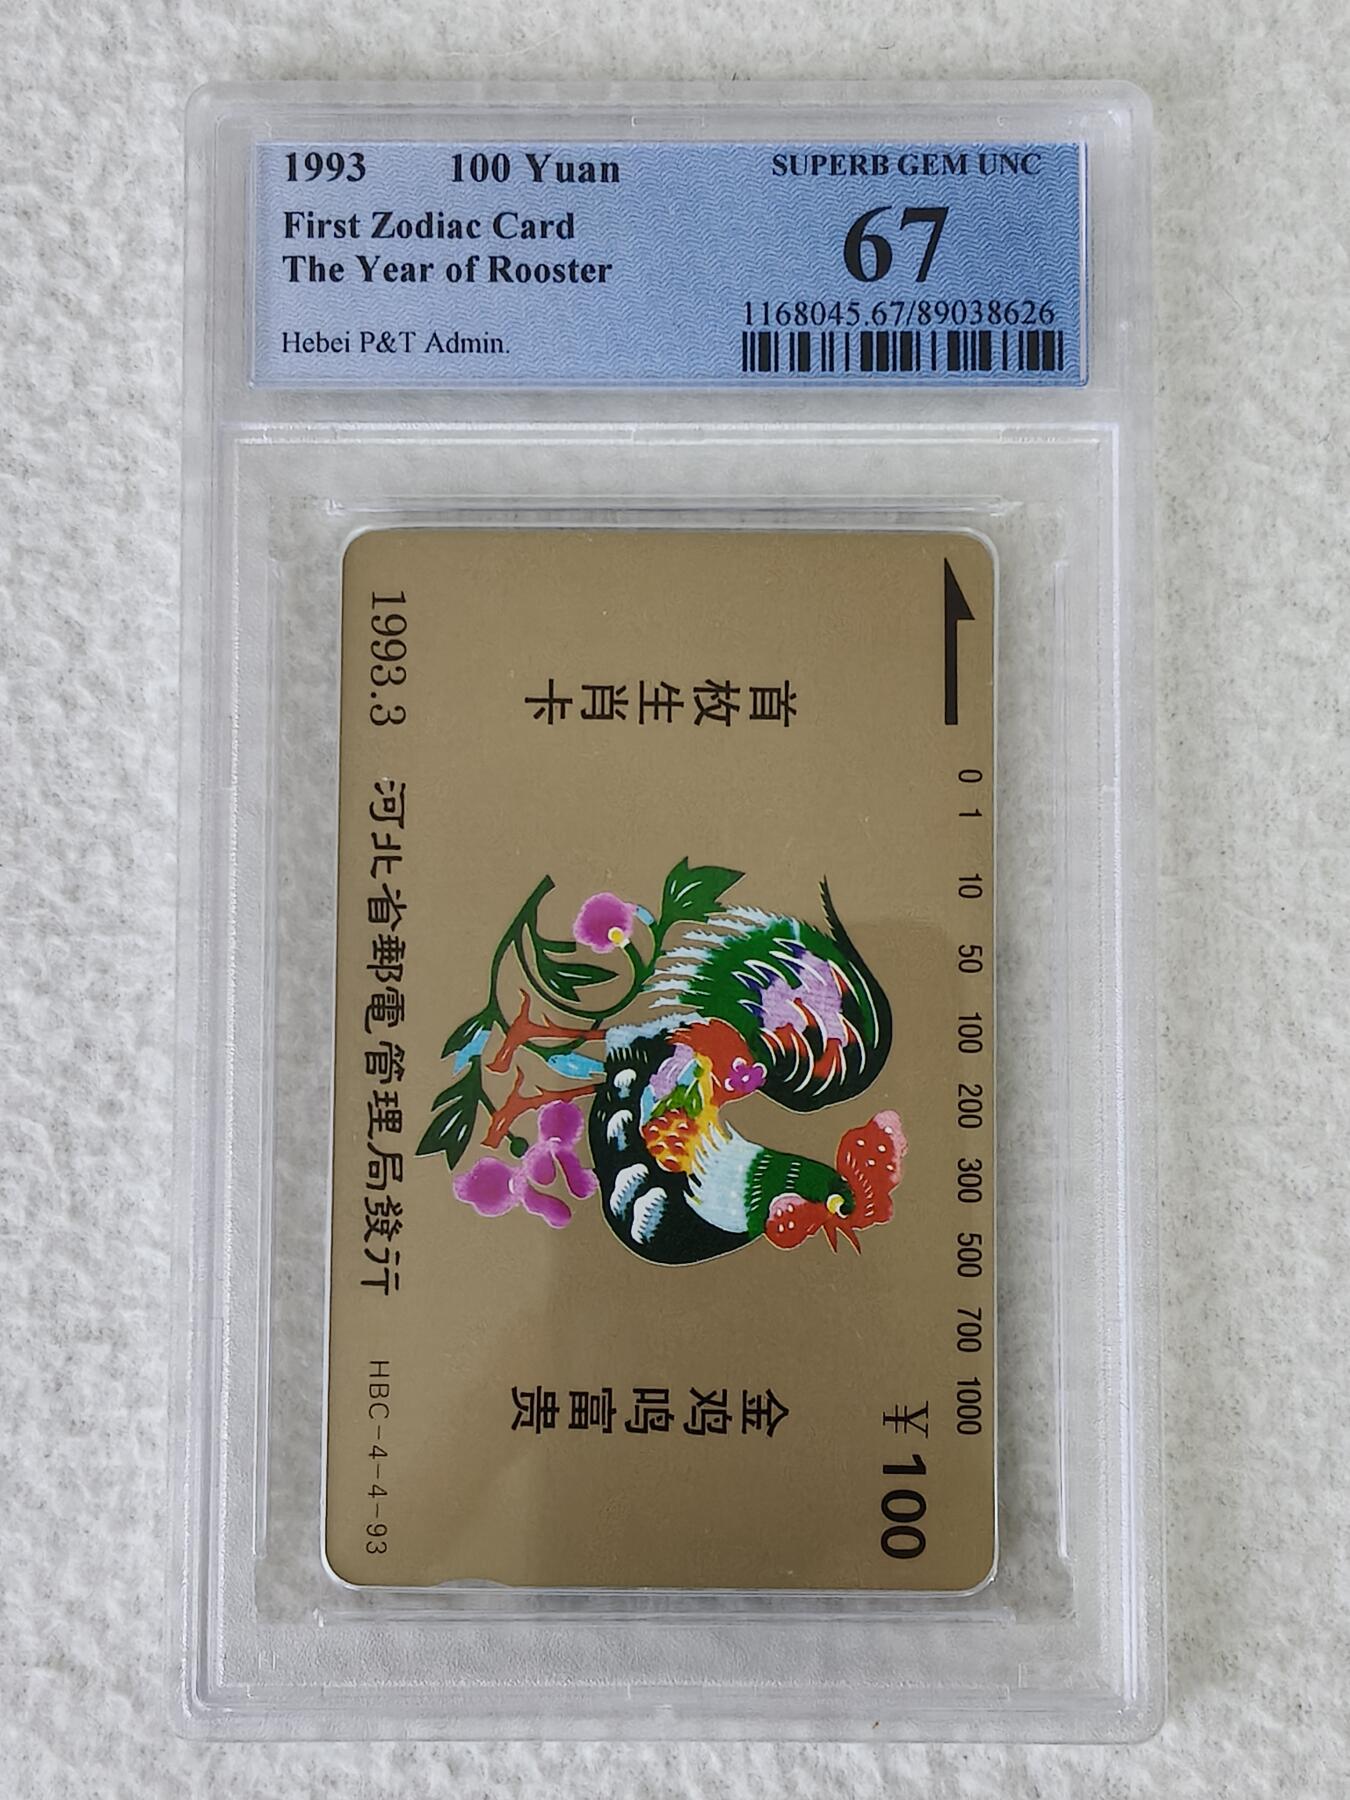 1993 100 Yuan
First Zodiac Card
The Year of Rooster
Hebei P&T Admin.
SUPERB GEM UNC
67
1168045.67/89038626
0 1 10 50 100 200 300 500 700 1000
¥100
首枚生肖卡
金鸡鸣富贵
1993.3 河北省郵電管理局發行 HBC-4-4-93